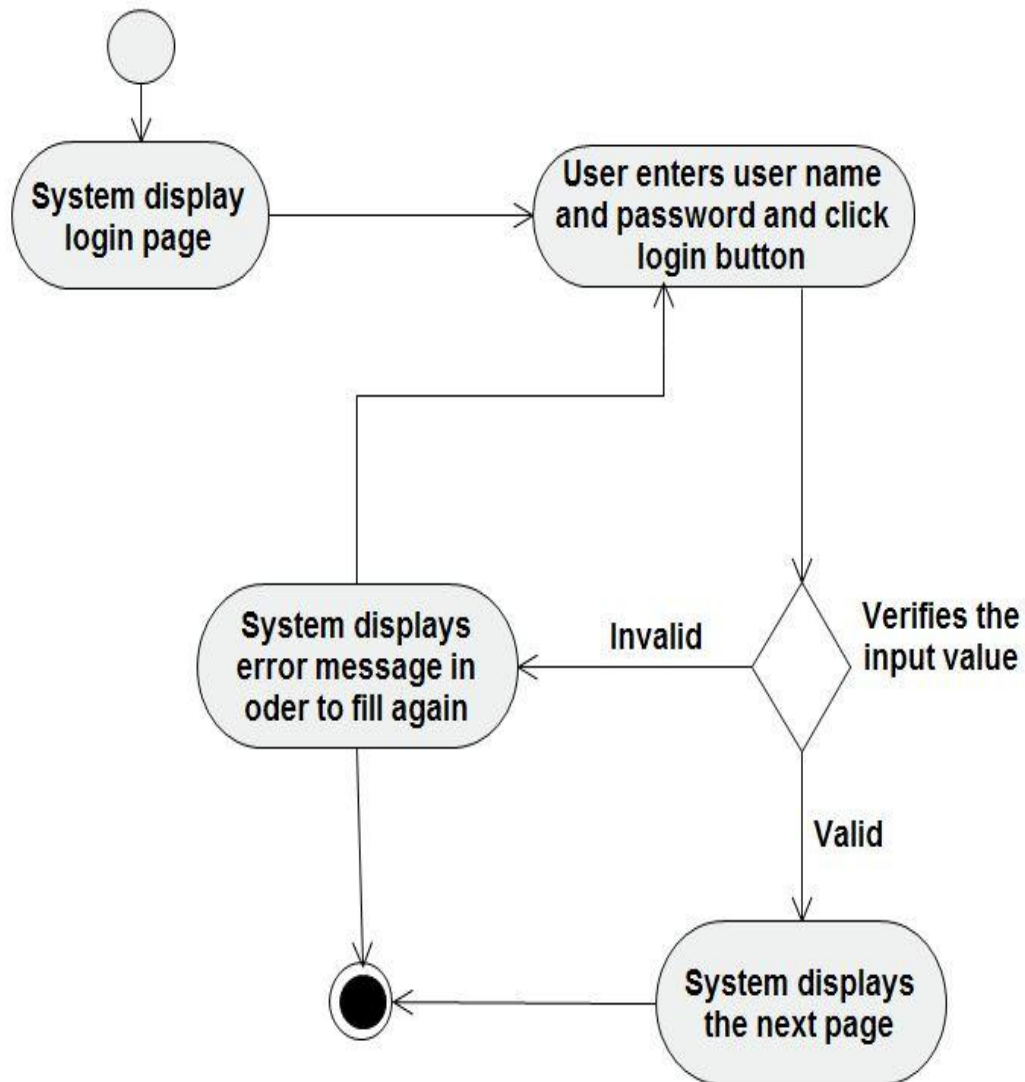 System display
login page
User enters user name
and password and click
login button
System displays
error message in
oder to fill again
Invalid
Verifies the
input value
Valid
System displays
the next page